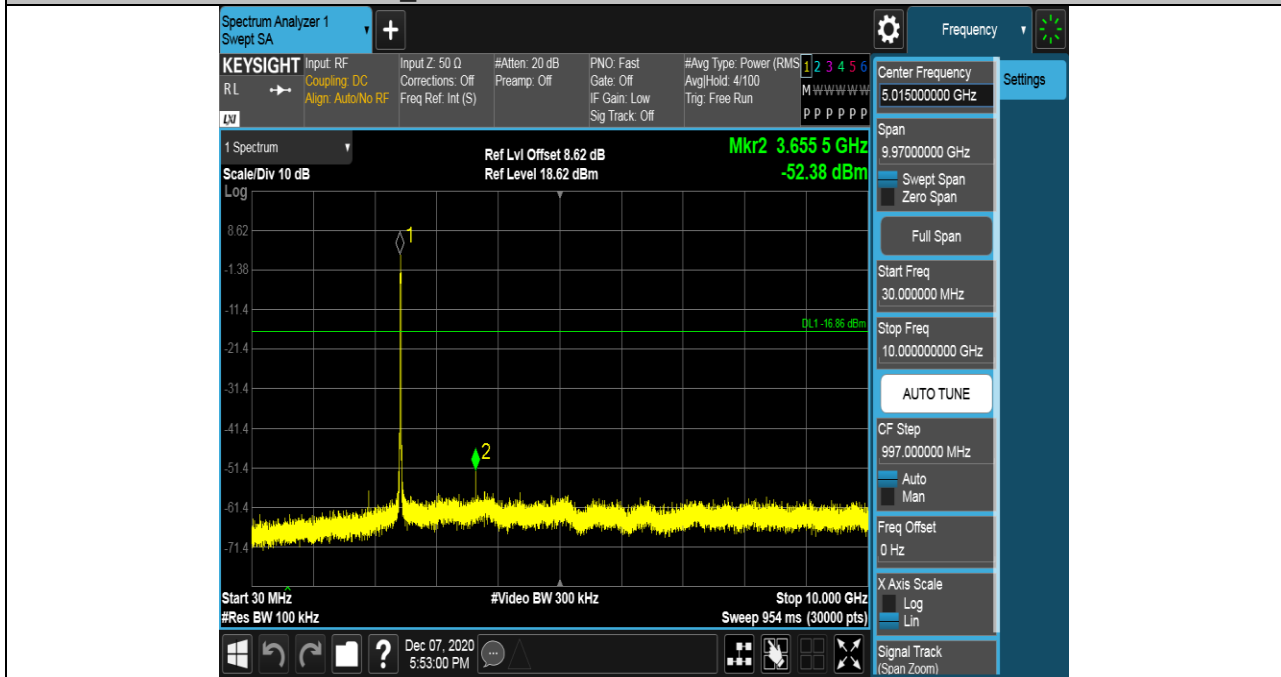 Spectrum Analyzer 1
Swept SA
+
Frequency
KEYSIGHT
RL
LXI
Input: RF
Coupling: DC
Align: Auto/No RF
Input Z: 50 Ω
Corrections: Off
Freq Ref: Int (S)
#Atten: 20 dB
Preamp: Off
PNO: Fast
Gate: Off
IF Gain: Low
Sig Track: Off
#Avg Type: Power (RMS
Avg|Hold: 4/100
Trig: Free Run
1 2 3 4 5 6
M W W W W W
P P P P P P
Center Frequency
5.015000000 GHz
Settings
Span
9.97000000 GHz
Swept Span
Zero Span
Full Span
Start Freq
30.000000 MHz
Stop Freq
10.000000000 GHz
AUTO TUNE
CF Step
997.000000 MHz
Auto
Man
Freq Offset
0 Hz
X Axis Scale
Log
Lin
Signal Track
(Span Zoom)
1 Spectrum
Scale/Div 10 dB
Log
Ref Lvl Offset 8.62 dB
Ref Level 18.62 dBm
Mkr2 3.655 5 GHz
-52.38 dBm
8.62
-1.38
-11.4
-21.4
-31.4
-41.4
-51.4
-61.4
-71.4
1
2
DL1 -16.86 dBm
Start 30 MHz
#Res BW 100 kHz
#Video BW 300 kHz
Stop 10.000 GHz
Sweep 954 ms (30000 pts)
?
Dec 07, 2020
5:53:00 PM